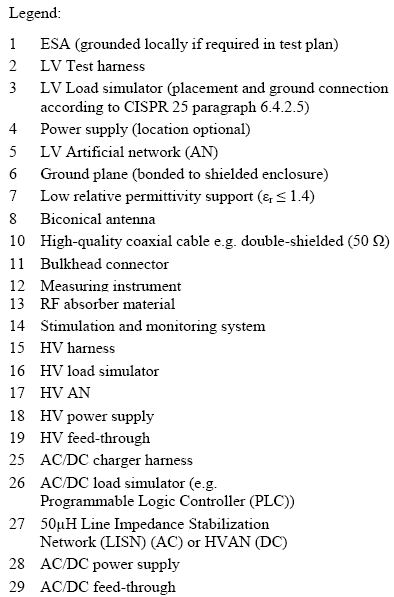 Legend:
1 ESA (grounded locally if required in test plan)
2 LV Test harness
3 LV Load simulator (placement and ground connection
according to CISPR 25 paragraph 6.4.2.5)
4 Power supply (location optional)
5 LV Artificial network (AN)
6 Ground plane (bonded to shielded enclosure)
7 Low relative permittivity support (εr ≤ 1.4)
8 Biconical antenna
10 High-quality coaxial cable e.g. double-shielded (50 Ω)
11 Bulkhead connector
12 Measuring instrument
13 RF absorber material
14 Stimulation and monitoring system
15 HV harness
16 HV load simulator
17 HV AN
18 HV power supply
19 HV feed-through
25 AC/DC charger harness
26 AC/DC load simulator (e.g.
Programmable Logic Controller (PLC))
27 50μH Line Impedance Stabilization
Network (LISN) (AC) or HVAN (DC)
28 AC/DC power supply
29 AC/DC feed-through